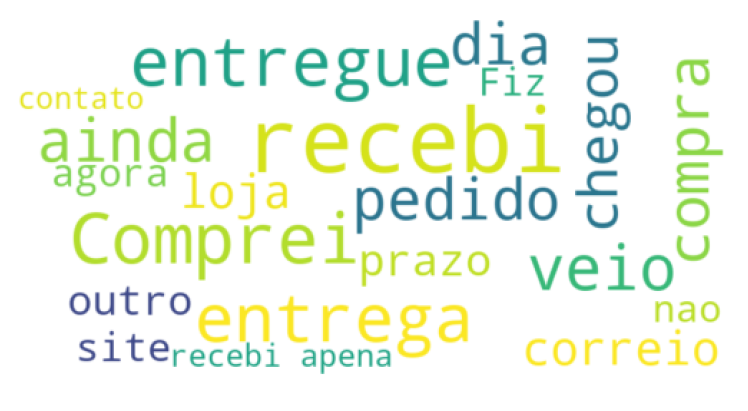 entregue
dia
Fiz
chegou
compra
contato
ainda
recebi
agora
loja
pedido
Comprei
prazo
veio
outro
entrega
nao
site
recebi apena
correio